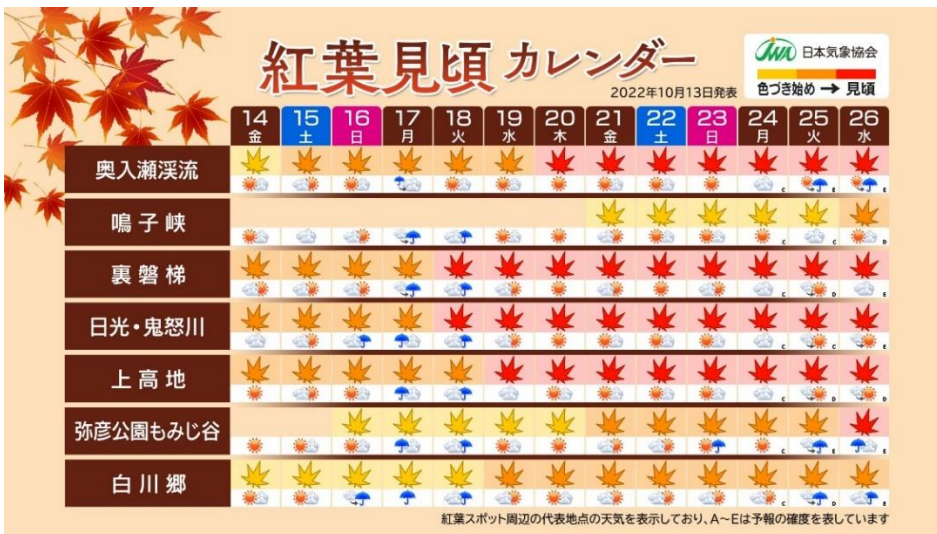 紅葉見頃カレンダー
JWA 日本気象協会
色づき始め → 見頃
2022年10月13日発表
14 15 16 17 18 19 20 21 22 23 24 25 26
金 土 日 月 火 水 木 金 土 日 月 火 水
奥入瀬渓流
C E E
鳴子峡
C C D
裏磐梯
C D E
日光・鬼怒川
C D E
上高地
C D D
弥彦公園もみじ谷
C E E
白川郷
C D D
紅葉スポット周辺の代表地点の天気を表示しており、A～Eは予報の確度を表しています